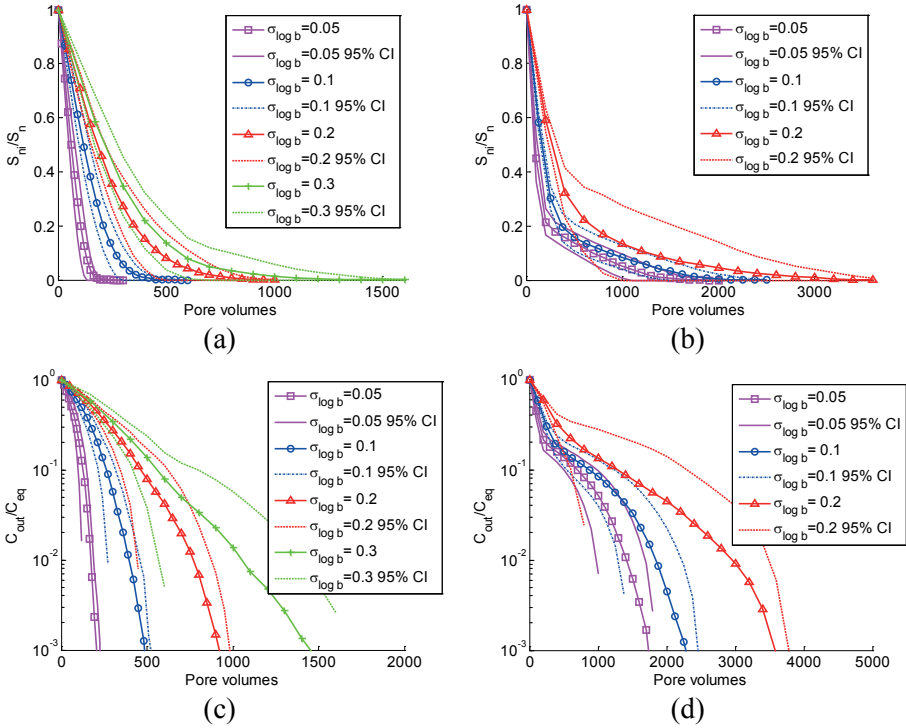 1
0.8
0.6
0.4
0.2
0
S_ni/S_n
0 500 1000 1500
Pore volumes
σ_log b=0.05
σ_log b=0.05 95% CI
σ_log b= 0.1
σ_log b=0.1 95% CI
σ_log b= 0.2
σ_log b=0.2 95% CI
σ_log b= 0.3
σ_log b=0.3 95% CI
(a)
1
0.8
0.6
0.4
0.2
0
S_ni/S_n
0 1000 2000 3000
Pore volumes
σ_log b=0.05
σ_log b=0.05 95% CI
σ_log b= 0.1
σ_log b=0.1 95% CI
σ_log b= 0.2
σ_log b=0.2 95% CI
(b)
10^0
10^-1
10^-2
10^-3
C_out/C_eq
0 500 1000 1500 2000
Pore volumes
σ_log b=0.05
σ_log b=0.05 95% CI
σ_log b= 0.1
σ_log b=0.1 95% CI
σ_log b= 0.2
σ_log b=0.2 95% CI
σ_log b= 0.3
σ_log b=0.3 95% CI
(c)
10^0
10^-1
10^-2
10^-3
C_out/C_eq
0 1000 2000 3000 4000 5000
Pore volumes
σ_log b=0.05
σ_log b=0.05 95% CI
σ_log b= 0.1
σ_log b=0.1 95% CI
σ_log b= 0.2
σ_log b=0.2 95% CI
(d)